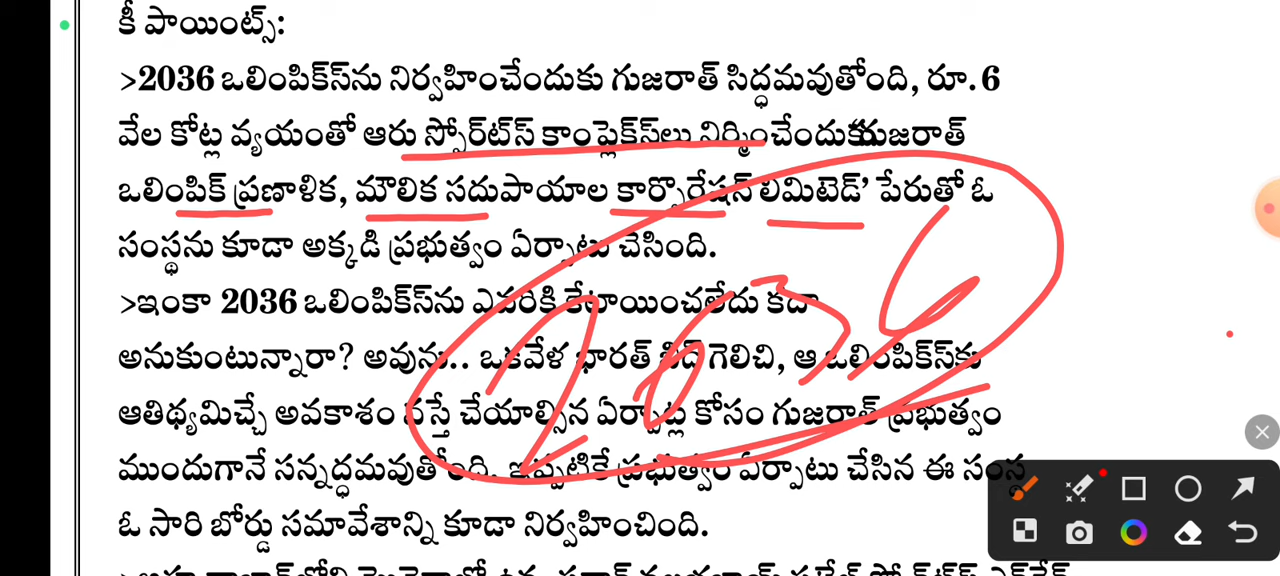 కీ పాయింట్స్:
>2036 ఒలింపిక్స్‌ను నిర్వహించేందుకు గుజరాత్ సిద్ధమవుతోంది, రూ.6
వేల కోట్ల వ్యయంతో ఆరు స్పోర్ట్‌స్ కాంప్లెక్స్‌లు నిర్మించేందుకు గుజరాత్
ఒలింపిక్ ప్రణాళిక, మౌలిక సదుపాయాల కార్పొరేషన్ లిమిటెడ్' పేరుతో ఓ
సంస్థను కూడా అక్కడి ప్రభుత్వం ఏర్పాటు చేసింది.
>ఇంకా 2036 ఒలింపిక్స్‌ను ఎవరికి కేటాయించలేదు కదా
అనుకుంటున్నారా? అవును.. ఒకవేళ భారత్ బిడ్ గెలిచి, ఆ ఒలింపిక్స్‌కు
ఆతిథ్యమిచ్చే అవకాశం వస్తే చేయాల్సిన ఏర్పాట్ల కోసం గుజరాత్ ప్రభుత్వం
ముందుగానే సన్నద్ధమవుతోంది. ఇప్పటికే ప్రభుత్వం ఏర్పాటు చేసిన ఈ సంస్థ
ఓ సారి బోర్డు సమావేశాన్ని కూడా నిర్వహించింది.
2036